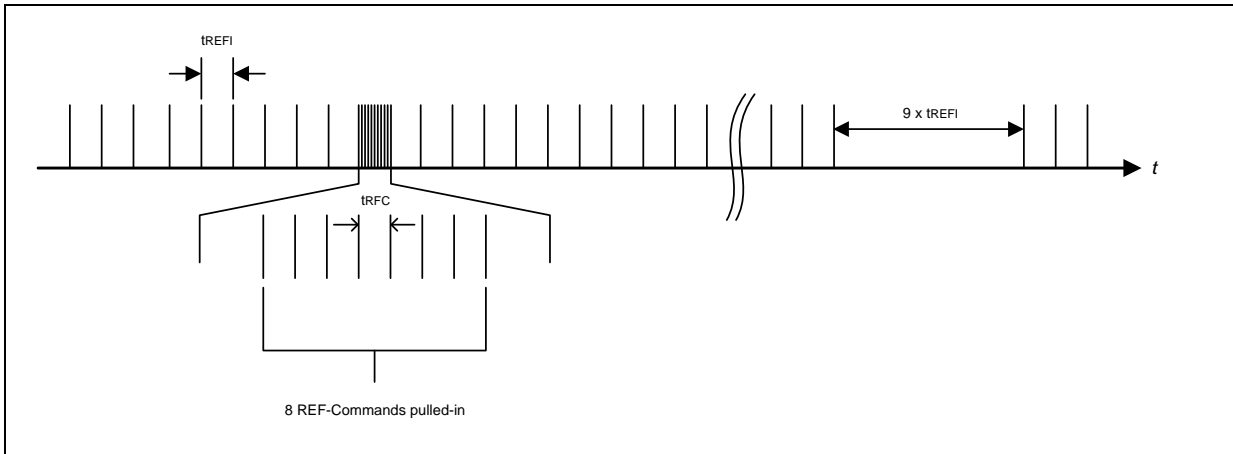 tREFI
9 x tREFI
t
tRFC
8 REF-Commands pulled-in